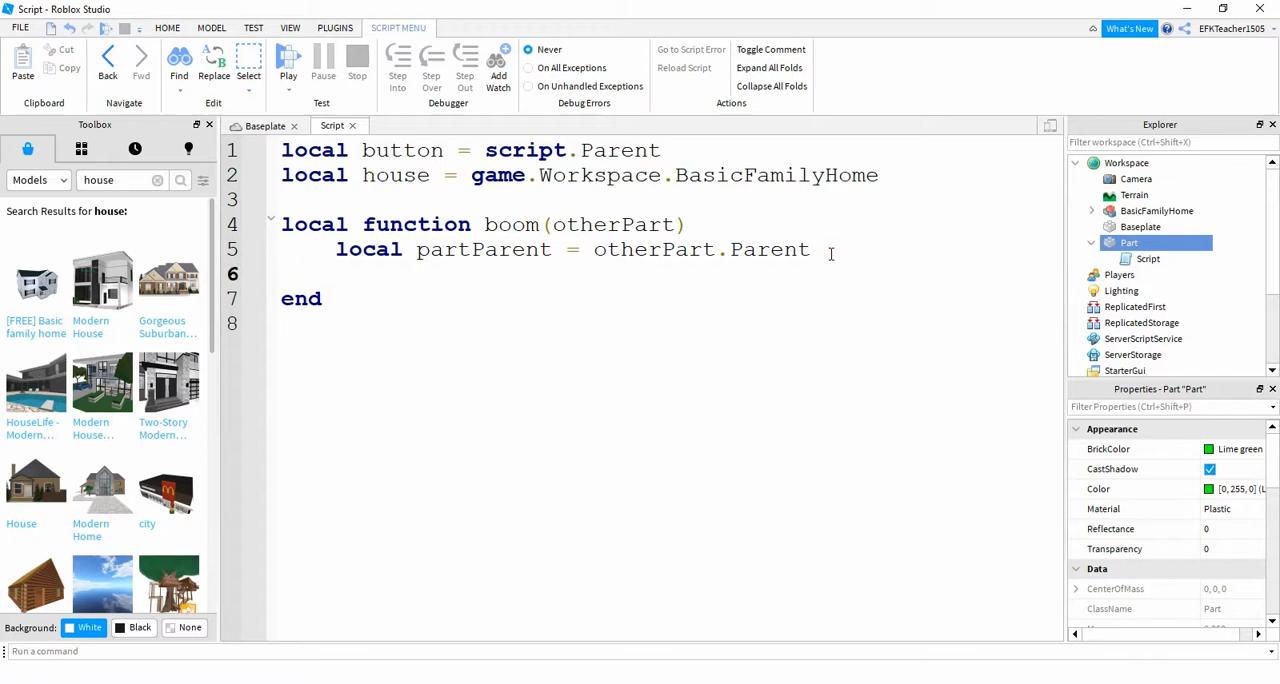 Script - Roblox Studio
FILE HOME MODEL TEST VIEW PLUGINS SCRIPT MENU What's New EFKTeacher1505
Paste Cut Copy Back Fwd Find Replace Select Play Pause Stop Step Into Step Over Step Out Add Watch Never On All Exceptions On Unhandled Exceptions Go to Script Error Reload Script Toggle Comment Expand All Folds Collapse All Folds
Clipboard Navigate Edit Test Debugger Debug Errors Actions
Toolbox
Models house
Search Results for house:
[FREE] Basic family home
Modern House
Gorgeous Suburban...
HouseLife - Modern...
Modern House...
Two-Story Modern...
House
Modern Home
city
Background: White Black None
Run a command
Baseplate Script
1 local button = script.Parent
2 local house = game.Workspace.BasicFamilyHome
3
4 local function boom(otherPart)
5 local partParent = otherPart.Parent
6
7 end
8
Explorer
Filter workspace (Ctrl+Shift+X)
Workspace
Camera
Terrain
BasicFamilyHome
Baseplate
Part
Script
Players
Lighting
ReplicatedFirst
ReplicatedStorage
ServerScriptService
ServerStorage
StarterGui
Properties - Part "Part"
Filter Properties (Ctrl+Shift+P)
Appearance
BrickColor Lime green
CastShadow
Color [0, 255, 0] (L
Material Plastic
Reflectance 0
Transparency 0
Data
CenterOfMass 0, 0, 0
ClassName Part